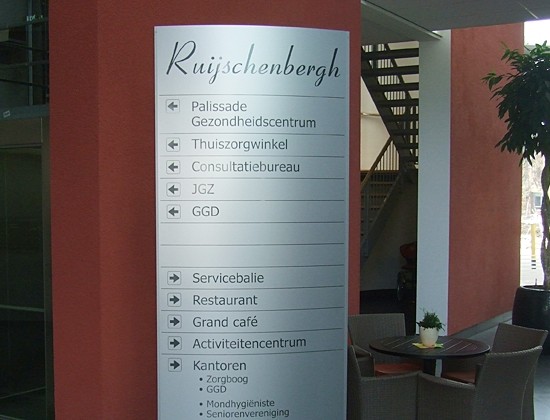 Ruijschenbergh
← Palissade
Gezondheidscentrum
← Thuiszorgwinkel
← Consultatiebureau
← JGZ
← GGD
→ Servicebalie
→ Restaurant
→ Grand café
→ Activiteitencentrum
→ Kantoren
• Zorgboog
• GGD
• Mondhygiëniste
• Seniorenvereniging